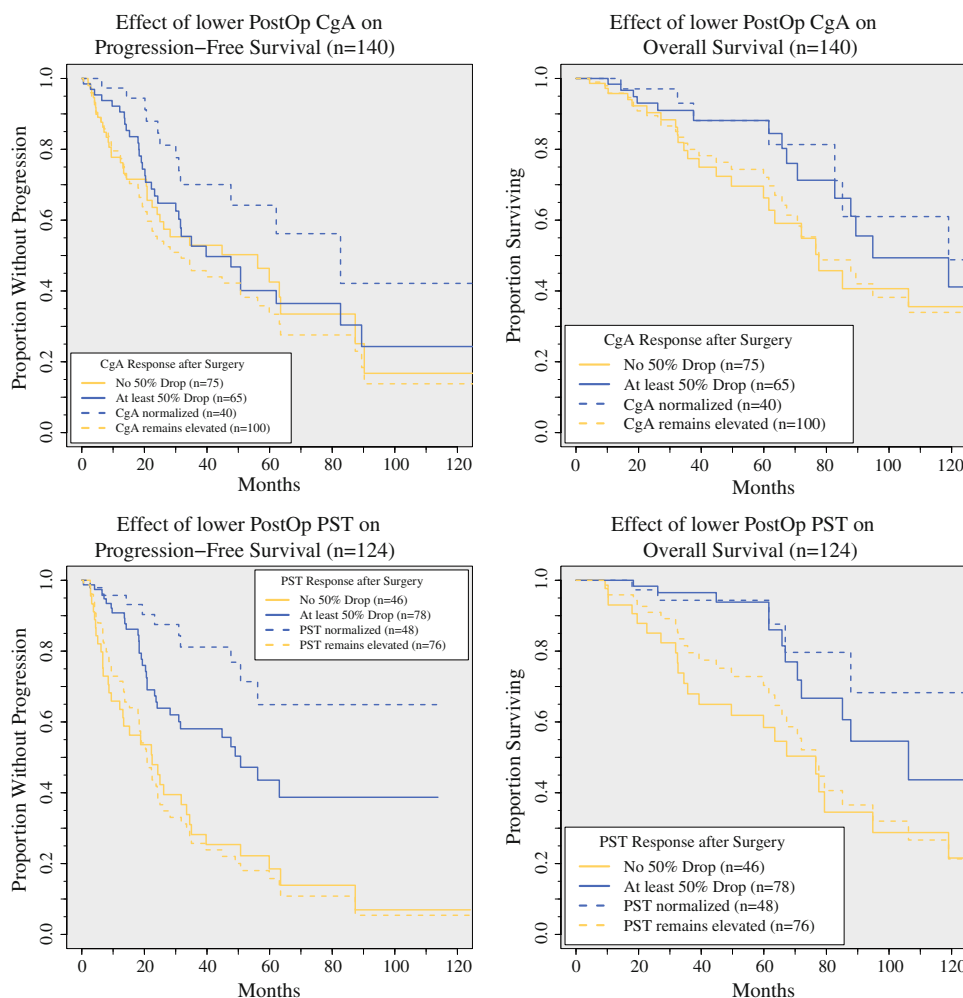 Effect of lower PostOp CgA on
Progression−Free Survival (n=140)
Proportion Without Progression
1.0
0.8
0.6
0.4
0.2
0.0
CgA Response after Surgery
No 50% Drop (n=75)
At least 50% Drop (n=65)
CgA normalized (n=40)
CgA remains elevated (n=100)
0 20 40 60 80 100 120
Months
Effect of lower PostOp CgA on
Overall Survival (n=140)
Proportion Surviving
1.0
0.8
0.6
0.4
0.2
0.0
CgA Response after Surgery
No 50% Drop (n=75)
At least 50% Drop (n=65)
CgA normalized (n=40)
CgA remains elevated (n=100)
0 20 40 60 80 100 120
Months
Effect of lower PostOp PST on
Progression−Free Survival (n=124)
Proportion Without Progression
1.0
0.8
0.6
0.4
0.2
0.0
PST Response after Surgery
No 50% Drop (n=46)
At least 50% Drop (n=78)
PST normalized (n=48)
PST remains elevated (n=76)
0 20 40 60 80 100 120
Months
Effect of lower PostOp PST on
Overall Survival (n=124)
Proportion Surviving
1.0
0.8
0.6
0.4
0.2
0.0
PST Response after Surgery
No 50% Drop (n=46)
At least 50% Drop (n=78)
PST normalized (n=48)
PST remains elevated (n=76)
0 20 40 60 80 100 120
Months